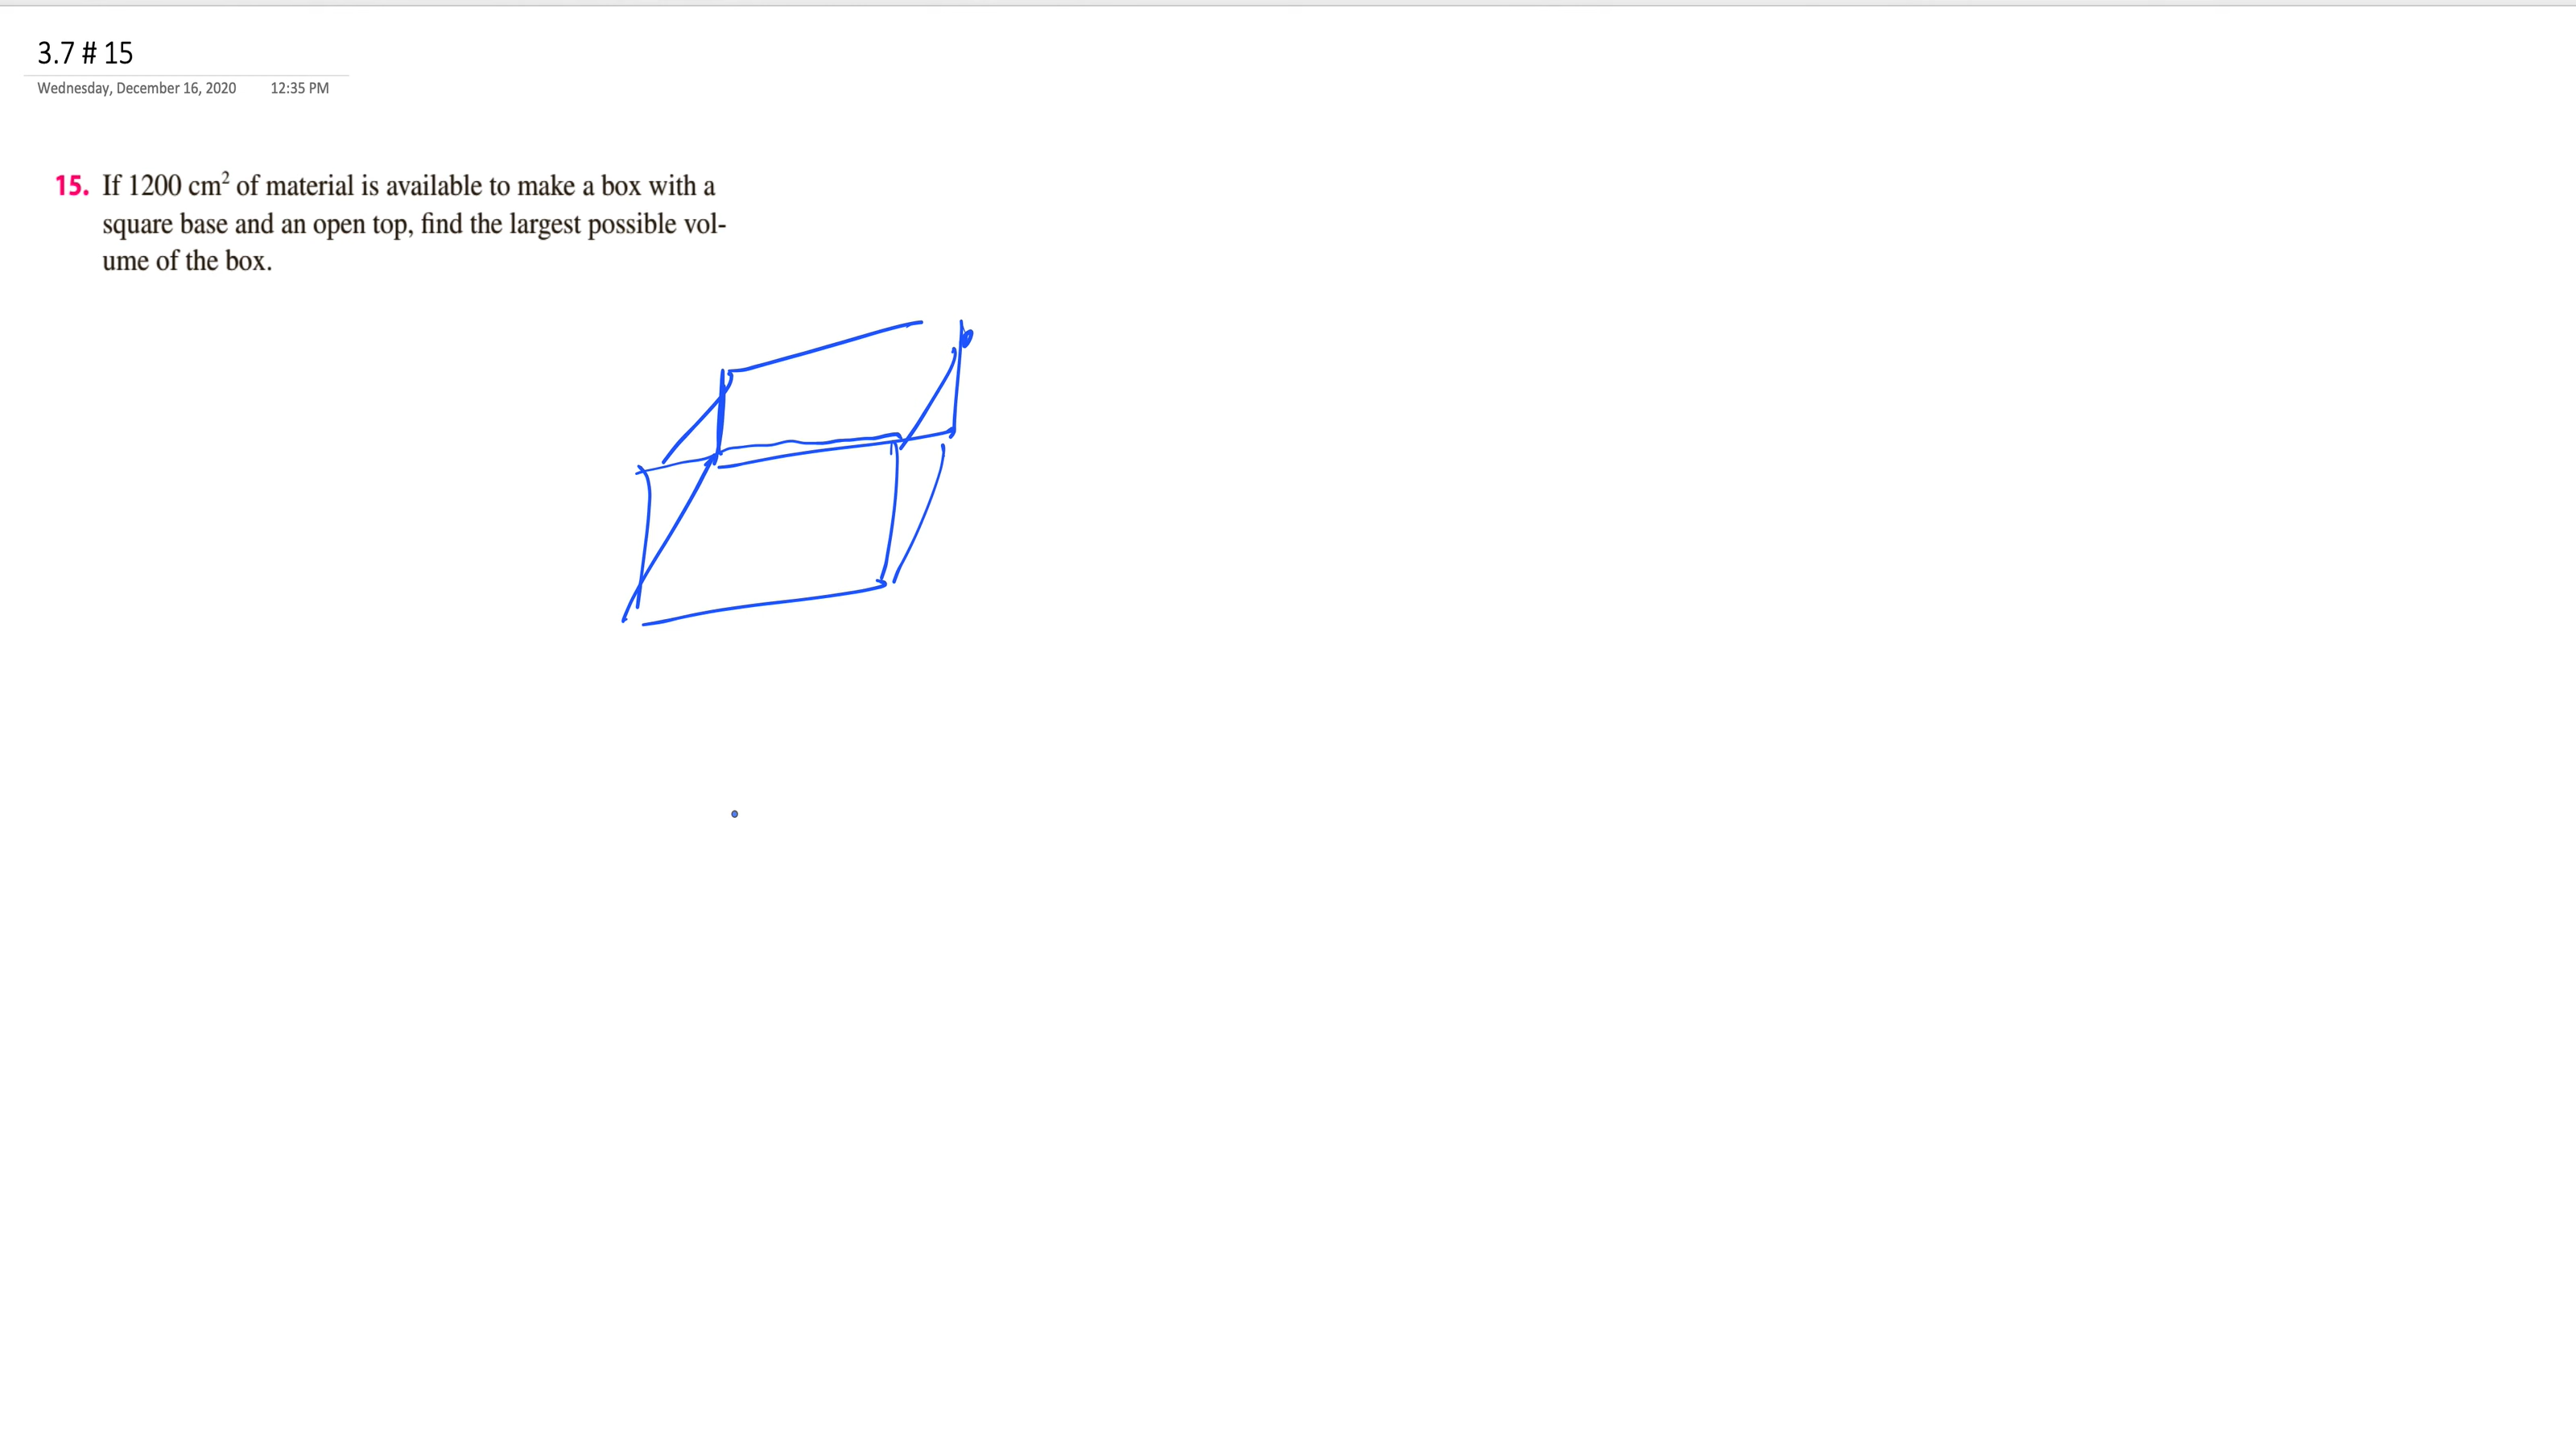 3.7 # 15
Wednesday, December 16, 2020 12:35 PM
15. If 1200 cm² of material is available to make a box with a
square base and an open top, find the largest possible vol-
ume of the box.